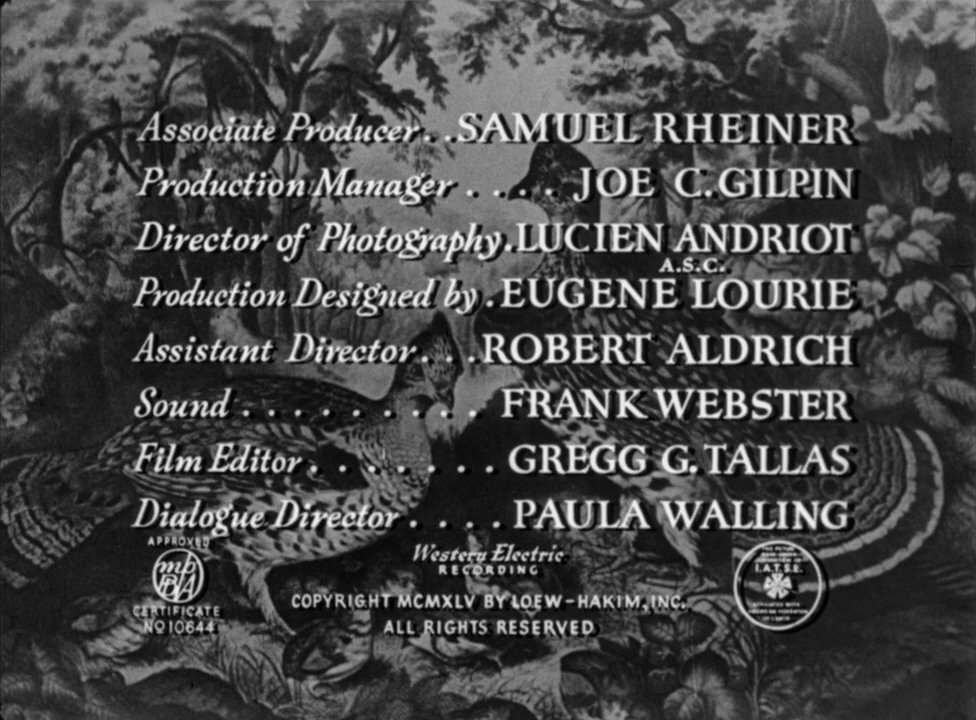 Associate Producer..SAMUEL RHEINER
Production Manager....JOE C. GILPIN
Director of Photography.LUCIEN ANDRIOT
A.S.C.
Production Designed by.EUGENE LOURIE
Assistant Director...ROBERT ALDRICH
Sound.........FRANK WEBSTER
Film Editor.......GREGG G. TALLAS
Dialogue Director....PAULA WALLING
APPROVED
CERTIFICATE
No 10644
Western Electric
RECORDING
COPYRIGHT MCMXLV BY LOEW-HAKIM, INC.
ALL RIGHTS RESERVED
I.A.T.S.E.